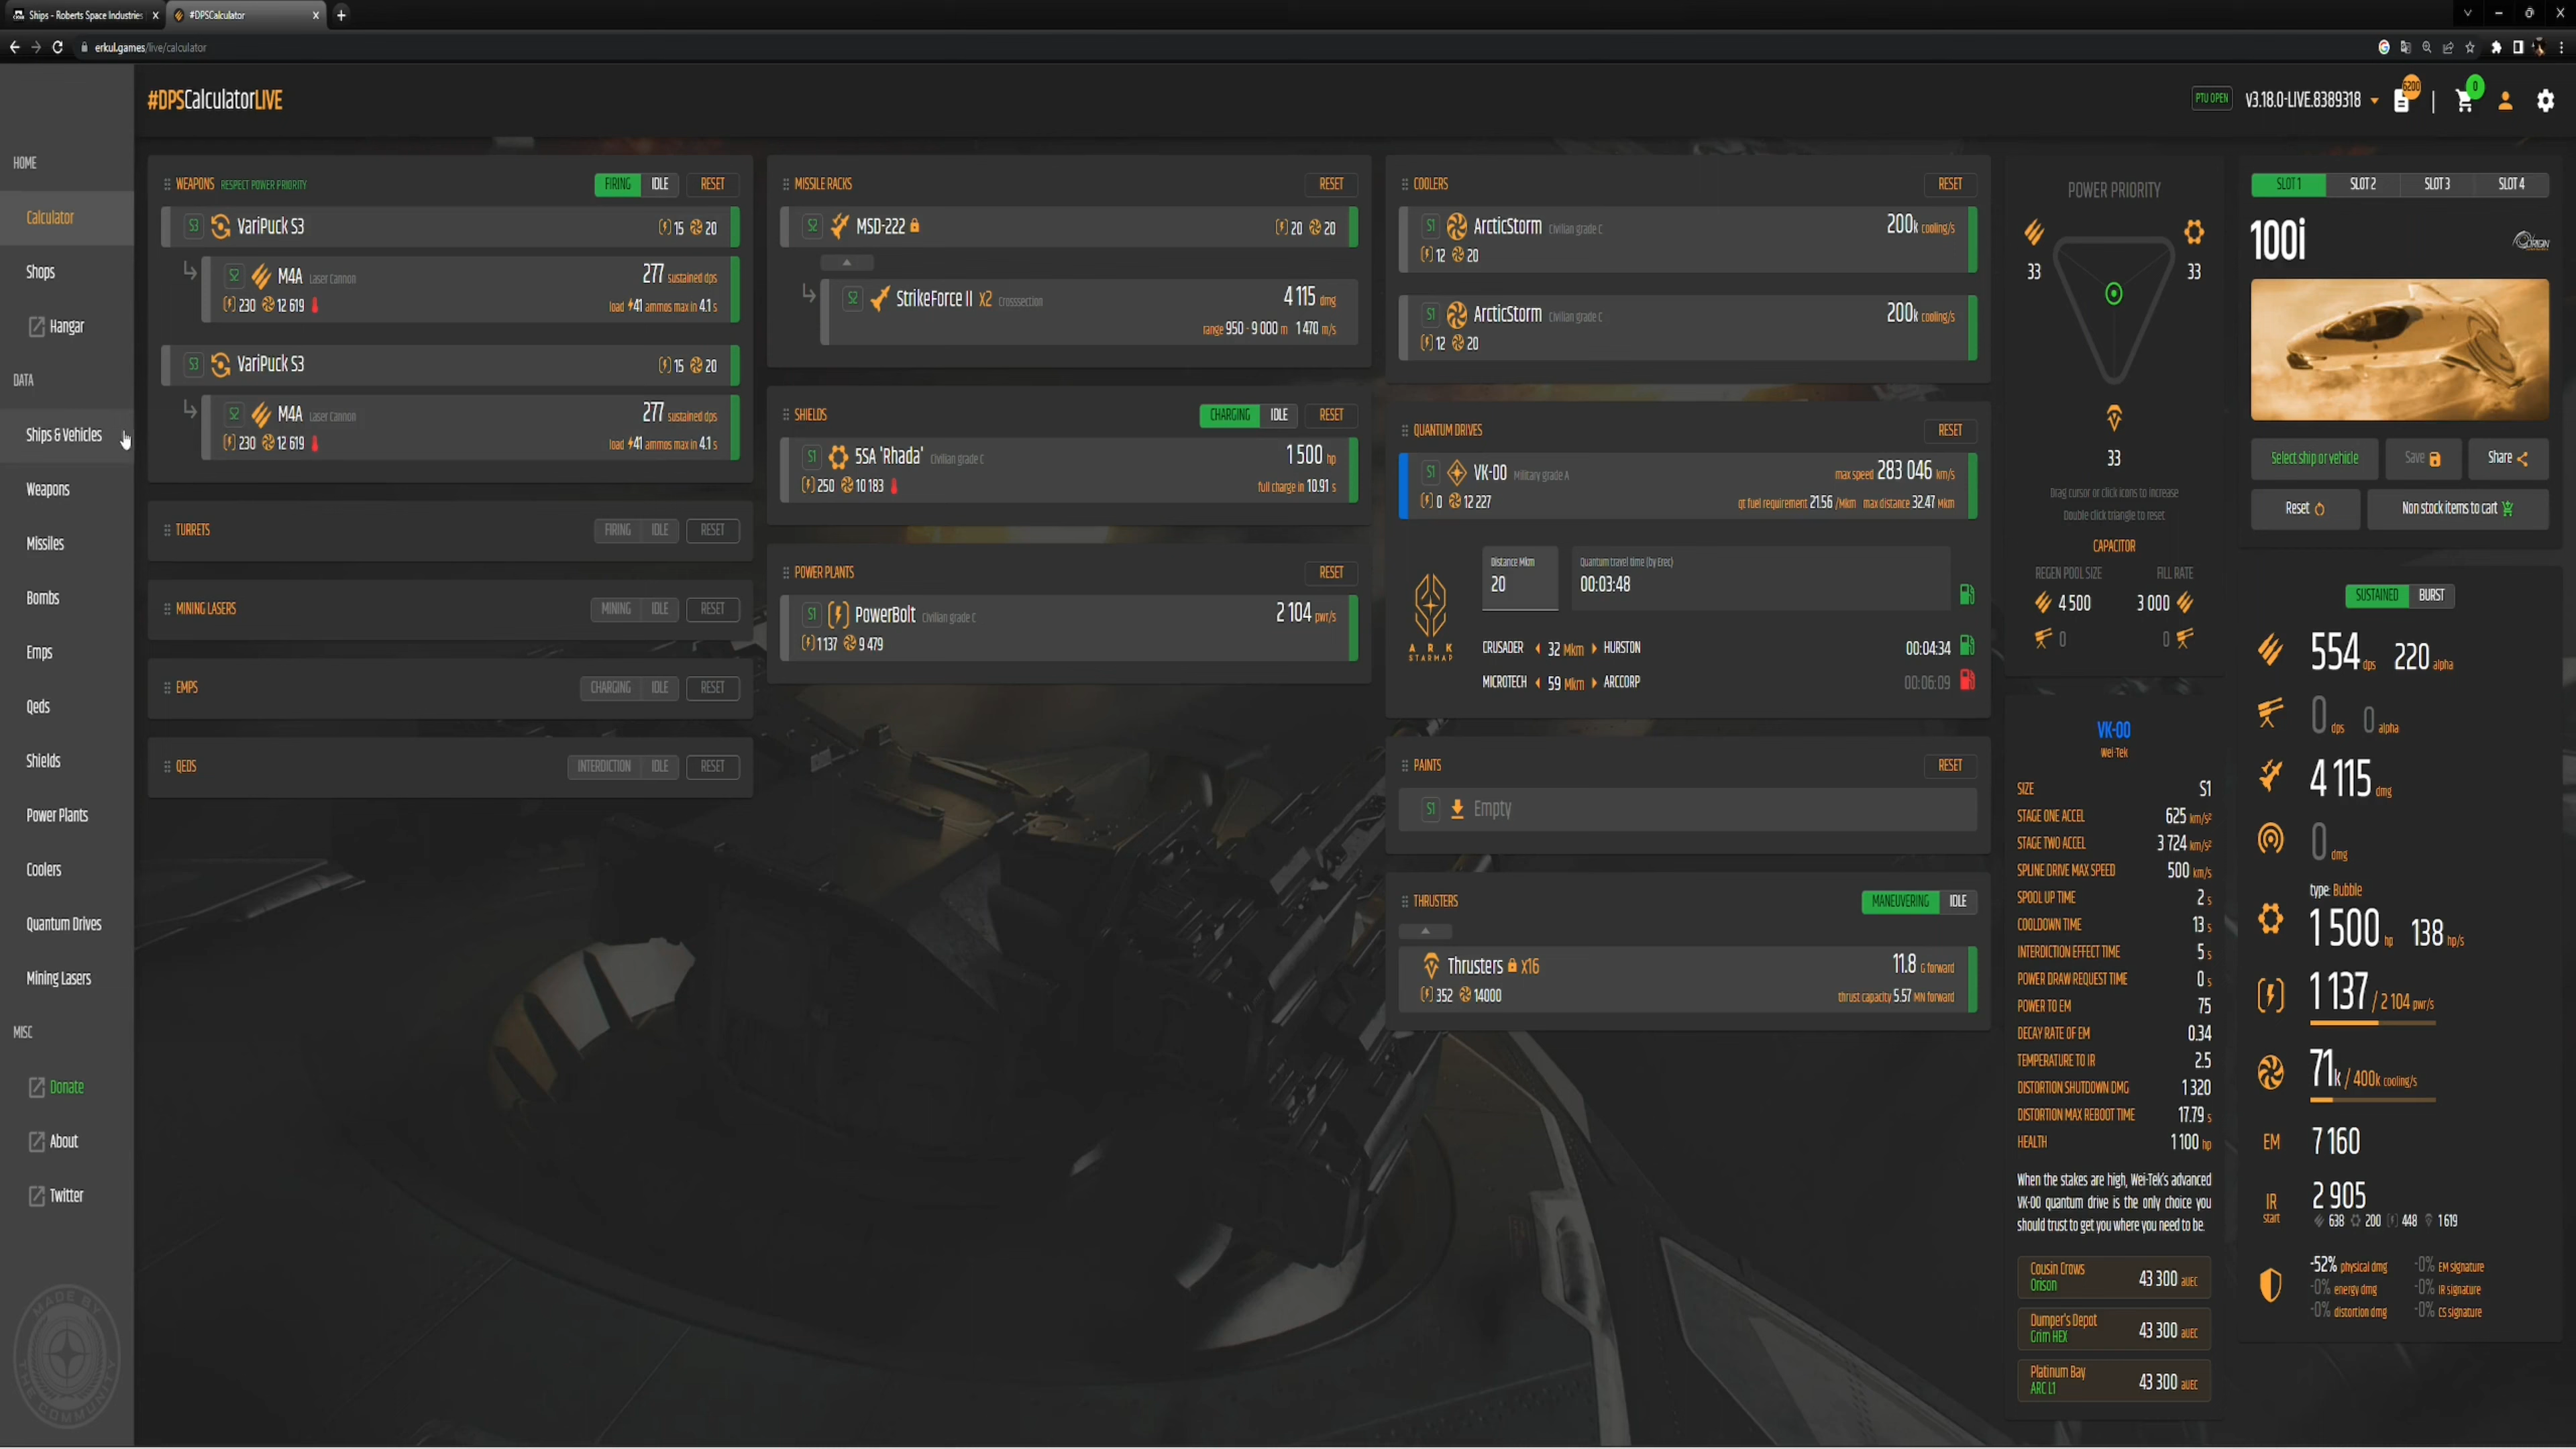 Ships - Roberts Space Industries
#DPSCalculator
erkul.games/live/calculator
#DPSCalculatorLIVE
PTU OPEN
v3.18.0-LIVE.8389318
6200
0
HOME
Calculator
Shops
Hangar
DATA
Ships & Vehicles
Weapons
Missiles
Bombs
Emps
Qeds
Shields
Power Plants
Coolers
Quantum Drives
Mining Lasers
MISC
Donate
About
Twitter
MADE BY THE COMMUNITY
WEAPONS RESPECT POWER PRIORITY FIRING IDLE RESET
S3 VariPuck S3 15 20
S2 M4A Laser Cannon 277 sustained dps
230 12 619 load 41 ammos max in 4.1 s
S3 VariPuck S3 15 20
S2 M4A Laser Cannon 277 sustained dps
230 12 619 load 41 ammos max in 4.1 s
TURRETS FIRING IDLE RESET
MINING LASERS MINING IDLE RESET
EMPS CHARGING IDLE RESET
QEDS INTERDICTION IDLE RESET
MISSILE RACKS RESET
S2 MSD-222 20 20
S2 StrikeForce II X2 Crosssection 4 115 dmg
range 950 - 9 000 m 1 470 m/s
SHIELDS CHARGING IDLE RESET
S1 5SA 'Rhada' Civilian grade C 1 500 hp
250 10 183 full charge in 10.91 s
POWER PLANTS RESET
S1 PowerBolt Civilian grade C 2 104 pwr/s
1 137 9 479
COOLERS RESET
S1 ArcticStorm Civilian grade C 200k cooling/s
12 20
S1 ArcticStorm Civilian grade C 200k cooling/s
12 20
QUANTUM DRIVES RESET
S1 VK-00 Military grade A max speed 283 046 km/s
0 12 227 qt fuel requirement 21.56 /Mkm max distance 32.47 Mkm
ARK STARMAP
Distance Mkm
20
Quantum travel time (by Erec)
00:03:48
CRUSADER 32 Mkm HURSTON 00:04:34
MICROTECH 59 Mkm ARCCORP 00:06:09
PAINTS RESET
S1 Empty
THRUSTERS MANEUVERING IDLE
Thrusters x16 11.8 G forward
352 14000 thrust capacity 5.57 MN forward
POWER PRIORITY
33 33
33
Drag cursor or click icons to increase
Double click triangle to reset
CAPACITOR
REGEN POOL SIZE FILL RATE
4 500 3 000
0 0
VK-00
Wei-Tek
SIZE S1
STAGE ONE ACCEL 625 km/s²
STAGE TWO ACCEL 3 724 km/s²
SPLINE DRIVE MAX SPEED 500 km/s
SPOOL UP TIME 2 s
COOLDOWN TIME 13 s
INTERDICTION EFFECT TIME 5 s
POWER DRAW REQUEST TIME 0 s
POWER TO EM 75
DECAY RATE OF EM 0.34
TEMPERATURE TO IR 2.5
DISTORTION SHUTDOWN DMG 1 320
DISTORTION MAX REBOOT TIME 17.79 s
HEALTH 1 100 hp
When the stakes are high, Wei-Tek's advanced
VK-00 quantum drive is the only choice you
should trust to get you where you need to be.
Cousin Crows
Orison
43 300 aUEC
Dumper's Depot
Grim HEX
43 300 aUEC
Platinum Bay
ARC L1
43 300 aUEC
SLOT 1 SLOT 2 SLOT 3 SLOT 4
100i
ORIGIN
Select ship or vehicle Save Share
Reset Non stock items to cart
SUSTAINED BURST
554 dps 220 alpha
0 dps 0 alpha
4 115 dmg
0 dmg
type: Bubble
1 500 hp 138 hp/s
1 137 / 2 104 pwr/s
71k / 400k cooling/s
EM 7 160
IR start 2 905
638 200 448 1 619
-52% physical dmg -0% EM signature
-0% energy dmg -0% IR signature
-0% distortion dmg -0% CS signature